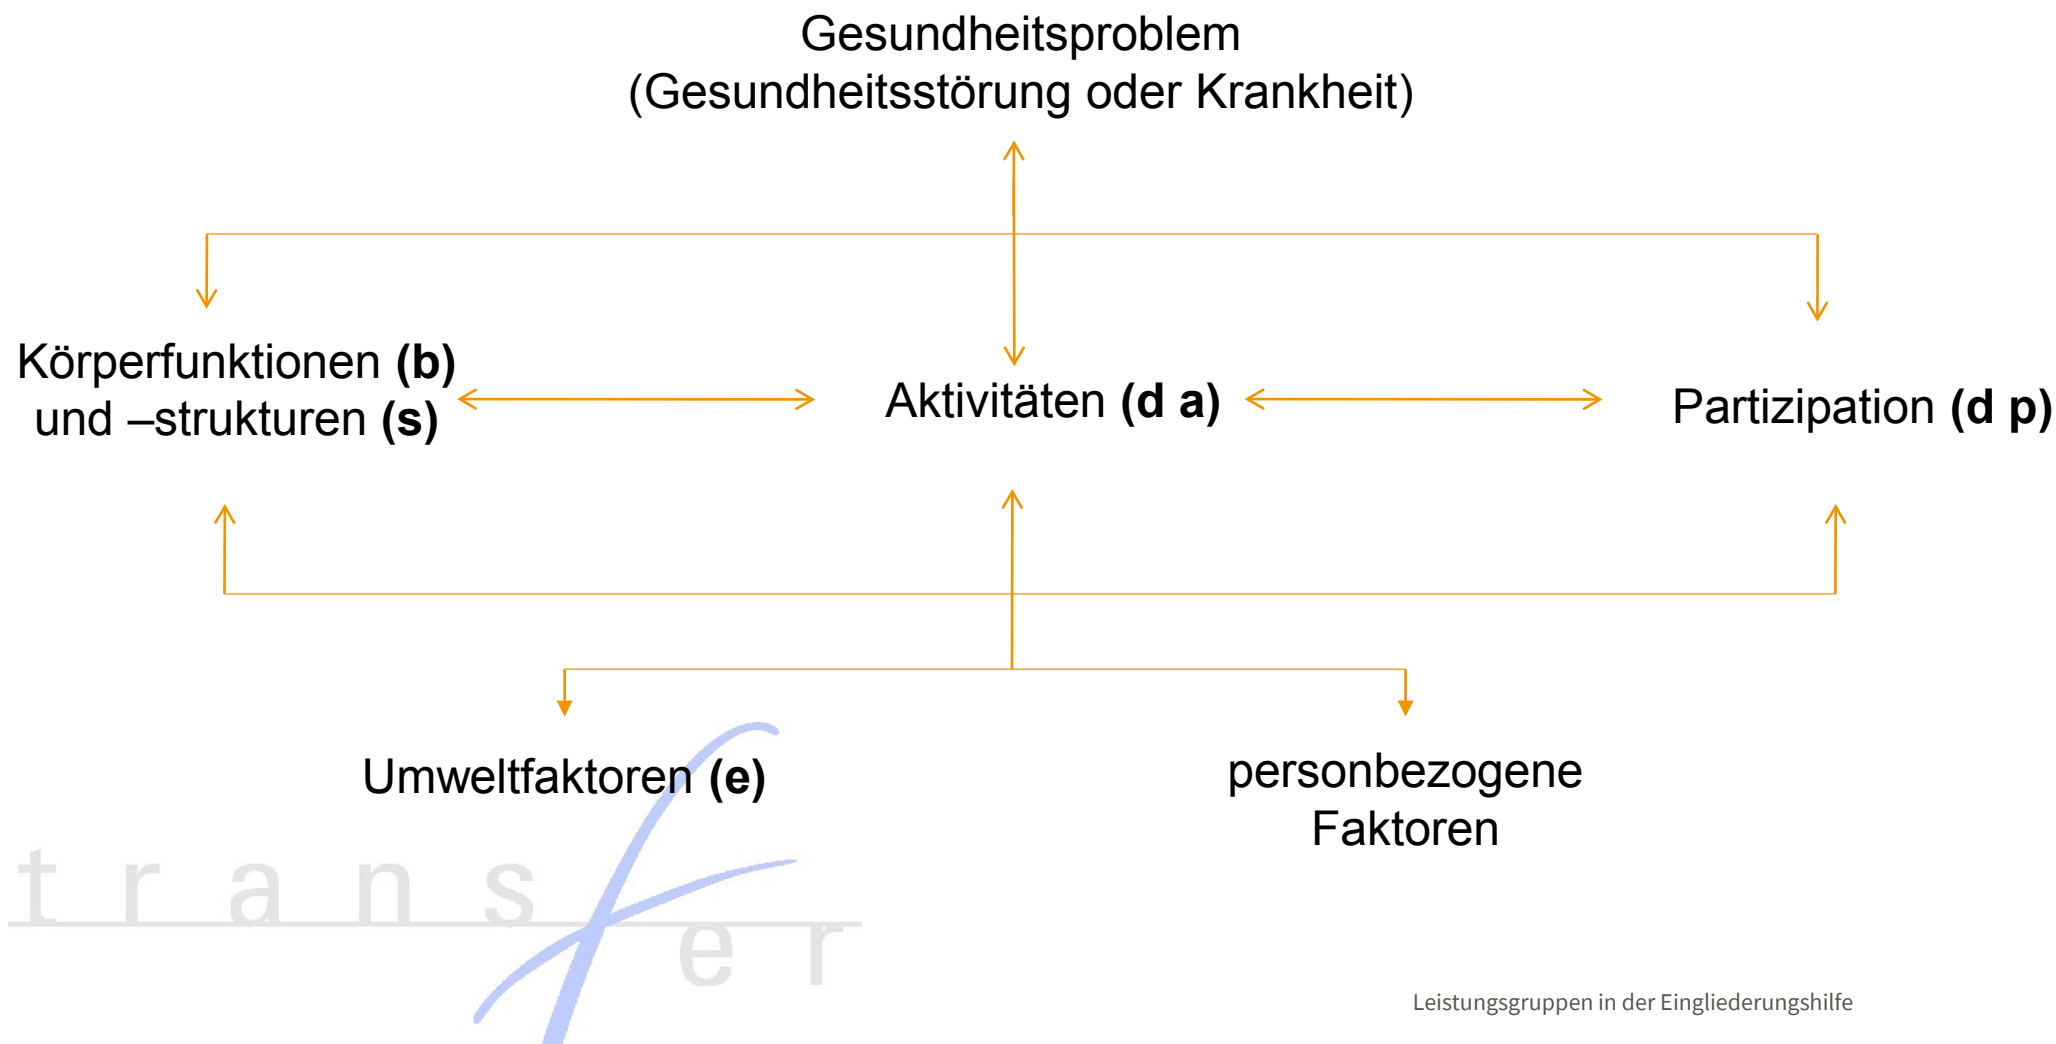 Gesundheitsproblem
(Gesundheitsstörung oder Krankheit)
Körperfunktionen (b)
und –strukturen (s)
Aktivitäten (d a)
Partizipation (d p)
Umweltfaktoren (e)
personbezogene
Faktoren
transfer
Leistungsgruppen in der Eingliederungshilfe